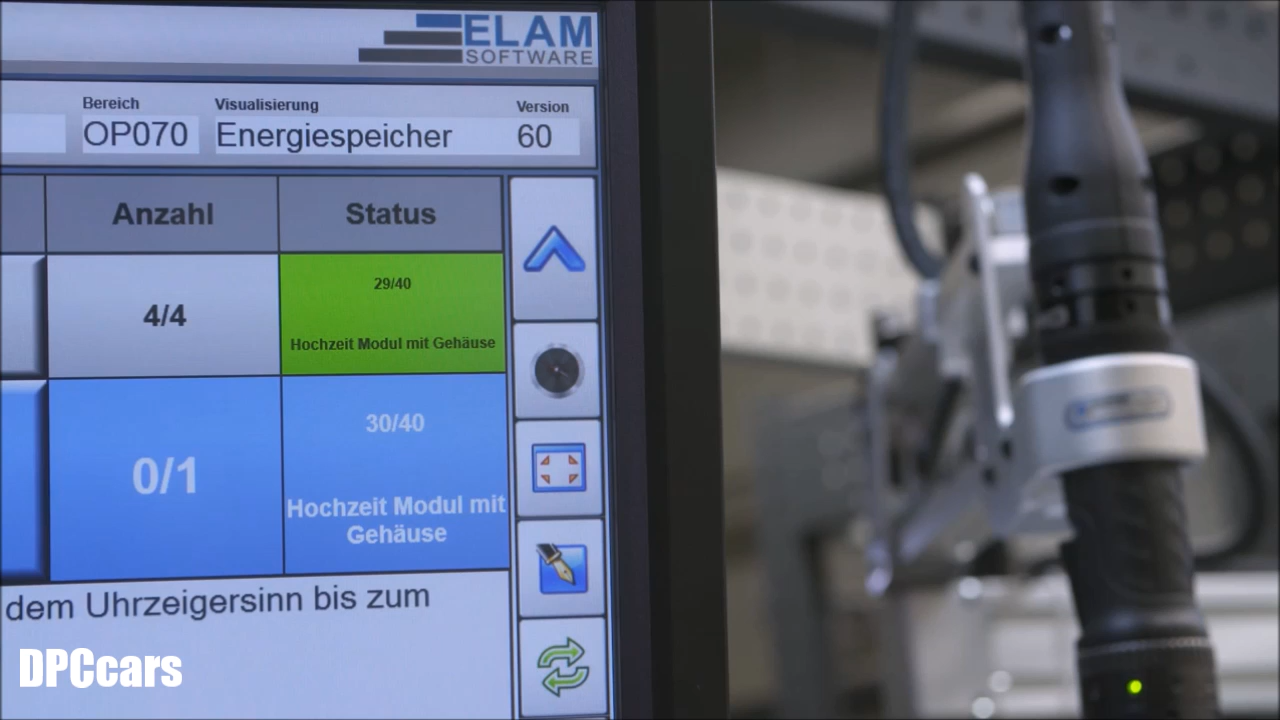 ELAM
SOFTWARE
Bereich
Visualisierung
Version
OP070
Energiespeicher
60
Anzahl
Status
4/4
29/40
Hochzeit Modul mit Gehäuse
0/1
30/40
Hochzeit Modul mit
Gehäuse
dem Uhrzeigersinn bis zum
DPCcars